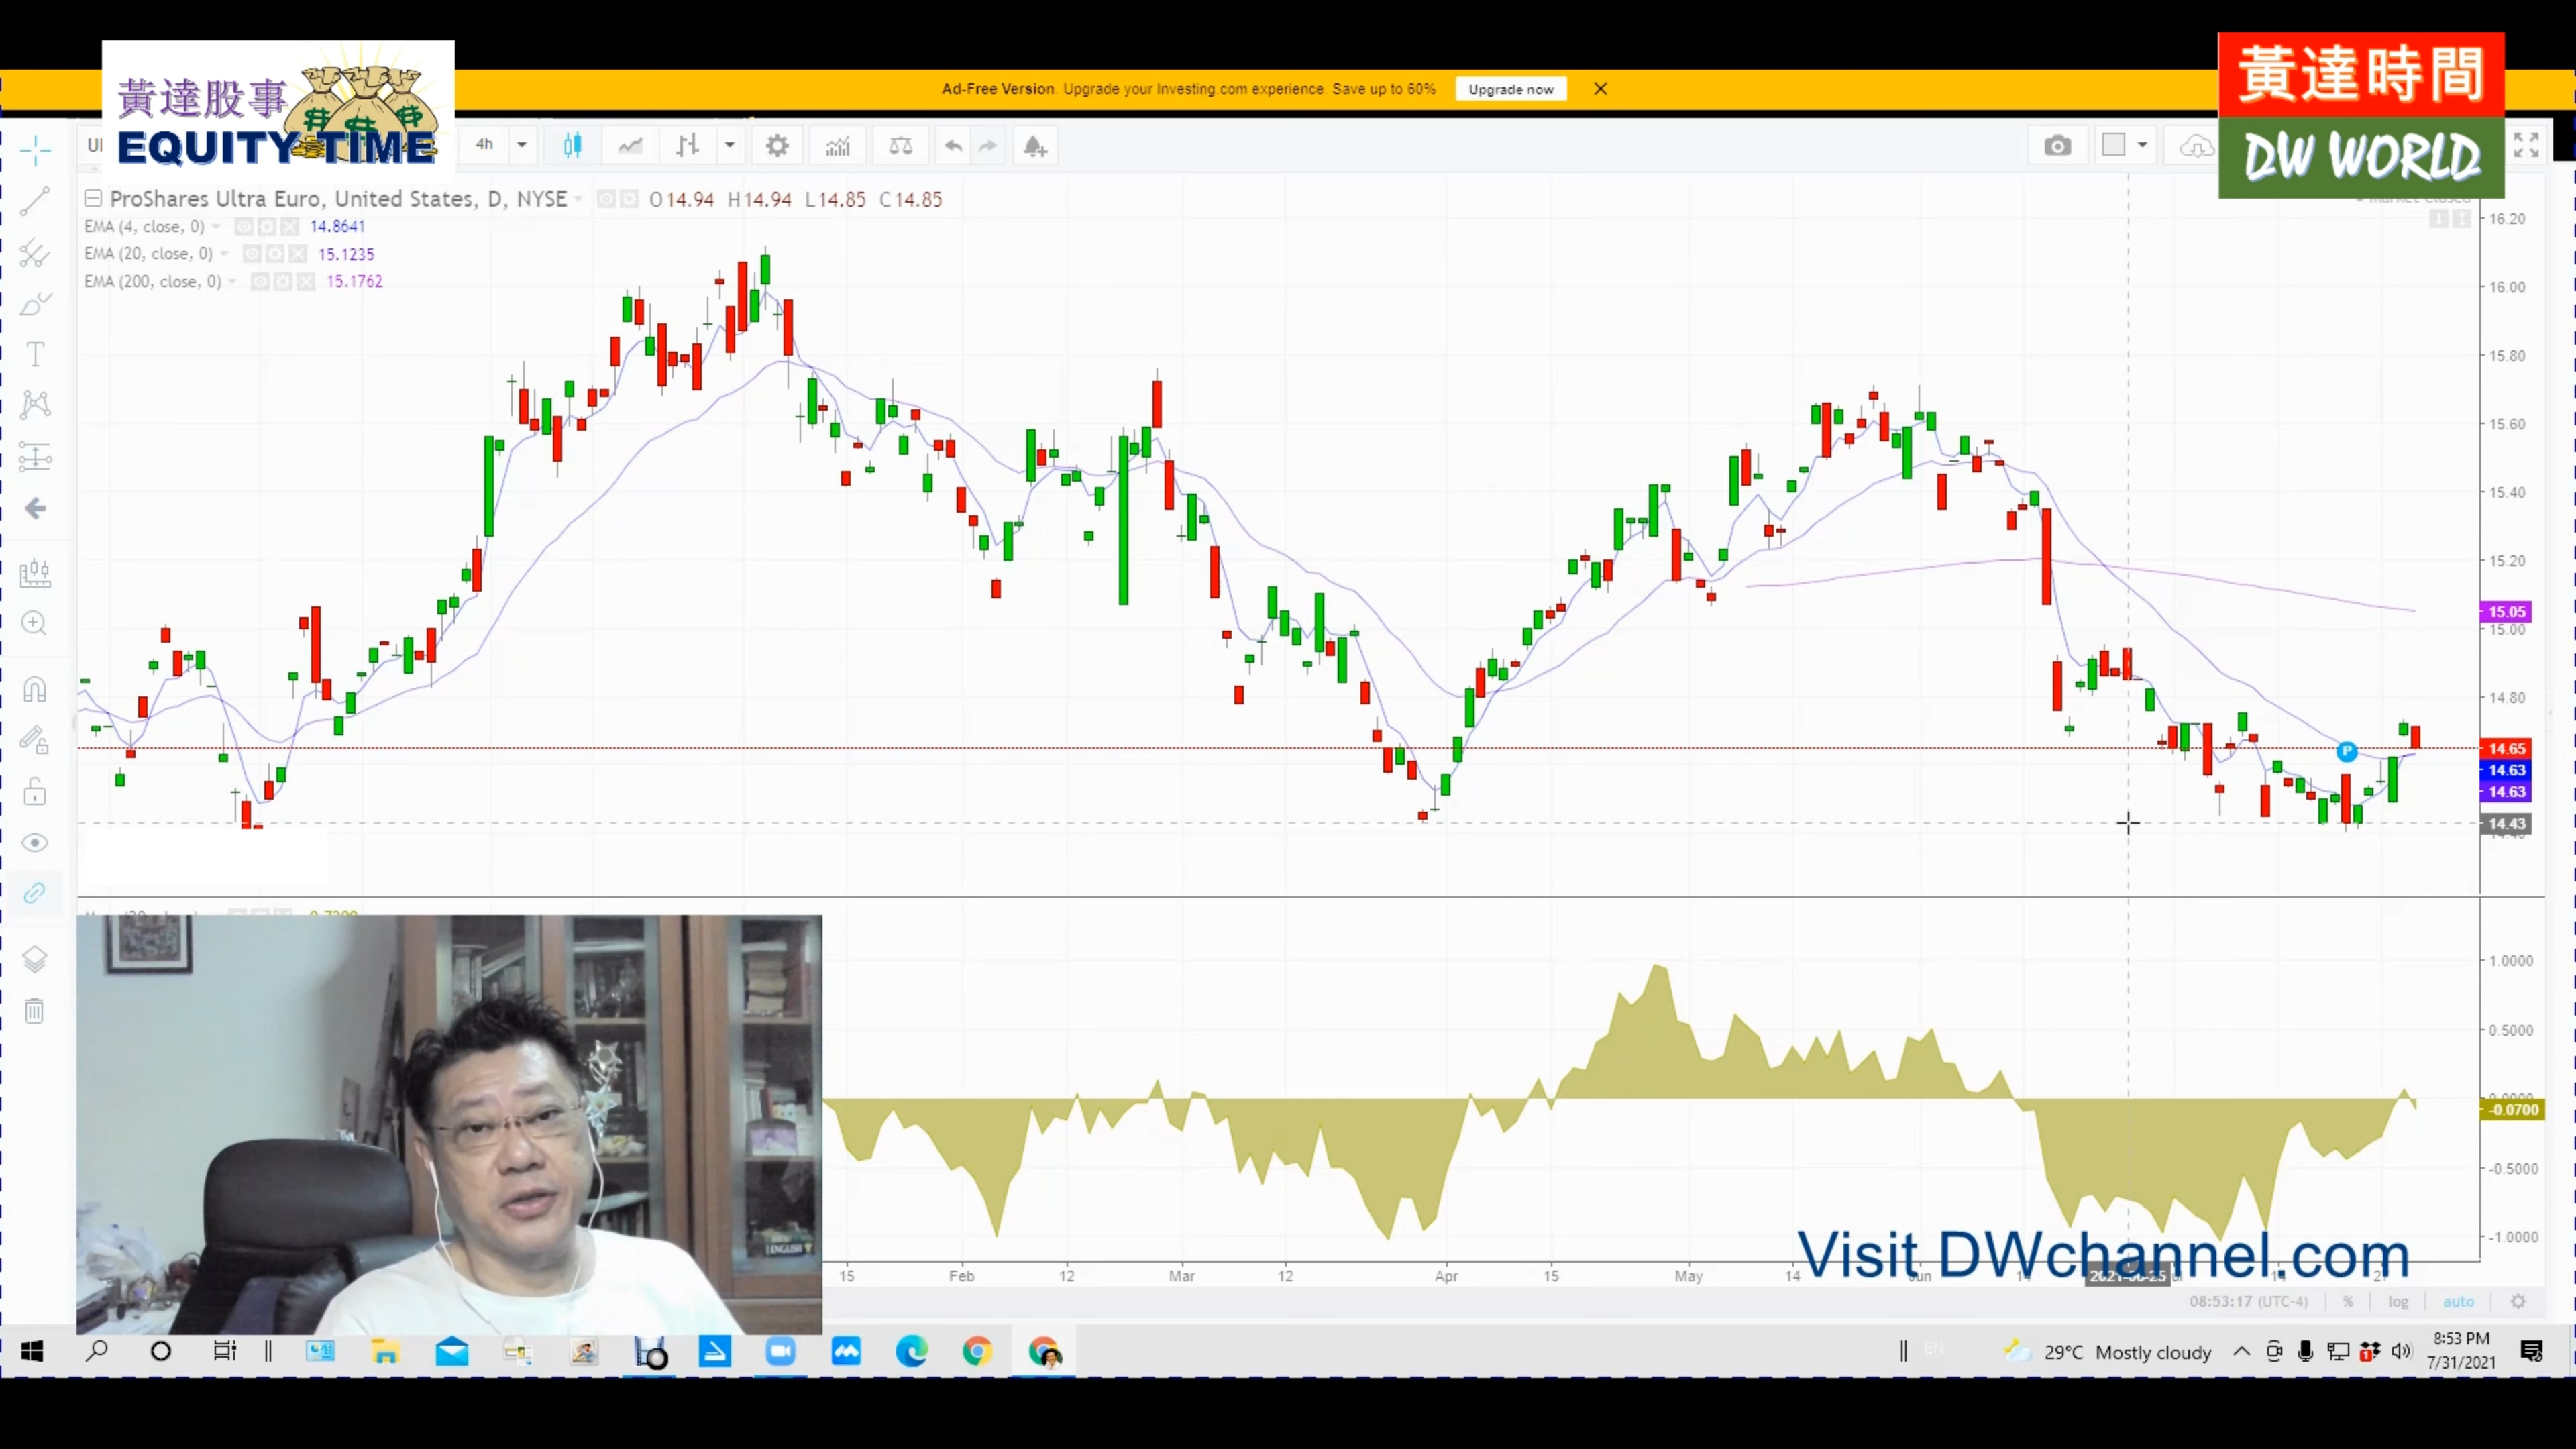 黃達股事
EQUITY TIME
Ad-Free Version. Upgrade your Investing.com experience. Save up to 60%
Upgrade now
黃達時間
DW WORLD
4h
ProShares Ultra Euro, United States, D, NYSE
O 14.94 H 14.94 L 14.85 C 14.85
EMA (4, close, 0) 14.8641
EMA (20, close, 0) 15.1235
EMA (200, close, 0) 15.1762
16.20
16.00
15.80
15.60
15.40
15.20
15.05
15.00
14.80
14.65
14.63
14.63
14.43
P
1.0000
0.5000
-0.0700
-0.5000
-1.0000
ENGLISH
Visit DWchannel.com
15 Feb 12 Mar 12 Apr 15 May 14
08:53:17 (UTC-4) % log auto
29°C Mostly cloudy
8:53 PM
7/31/2021